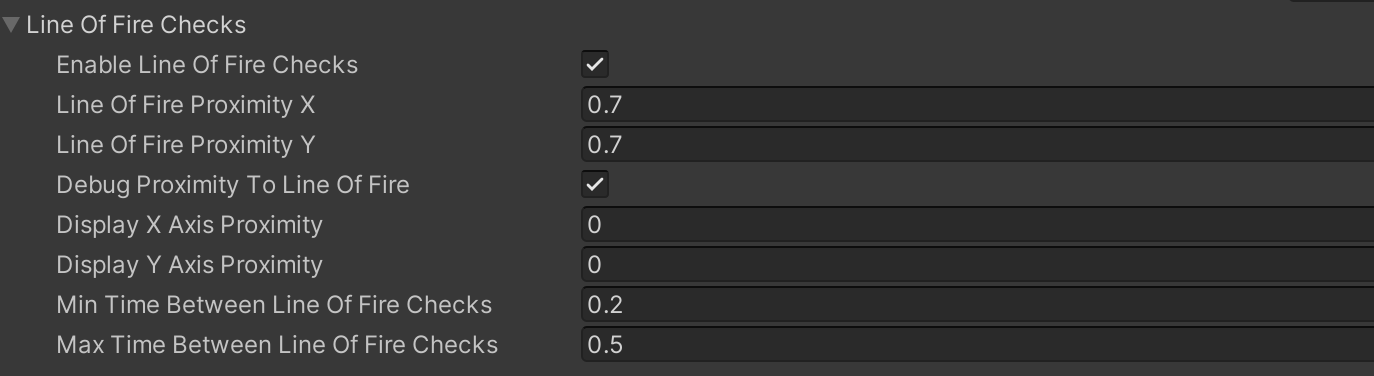 Line Of Fire Checks
Enable Line Of Fire Checks
Line Of Fire Proximity X 0.7
Line Of Fire Proximity Y 0.7
Debug Proximity To Line Of Fire
Display X Axis Proximity 0
Display Y Axis Proximity 0
Min Time Between Line Of Fire Checks 0.2
Max Time Between Line Of Fire Checks 0.5